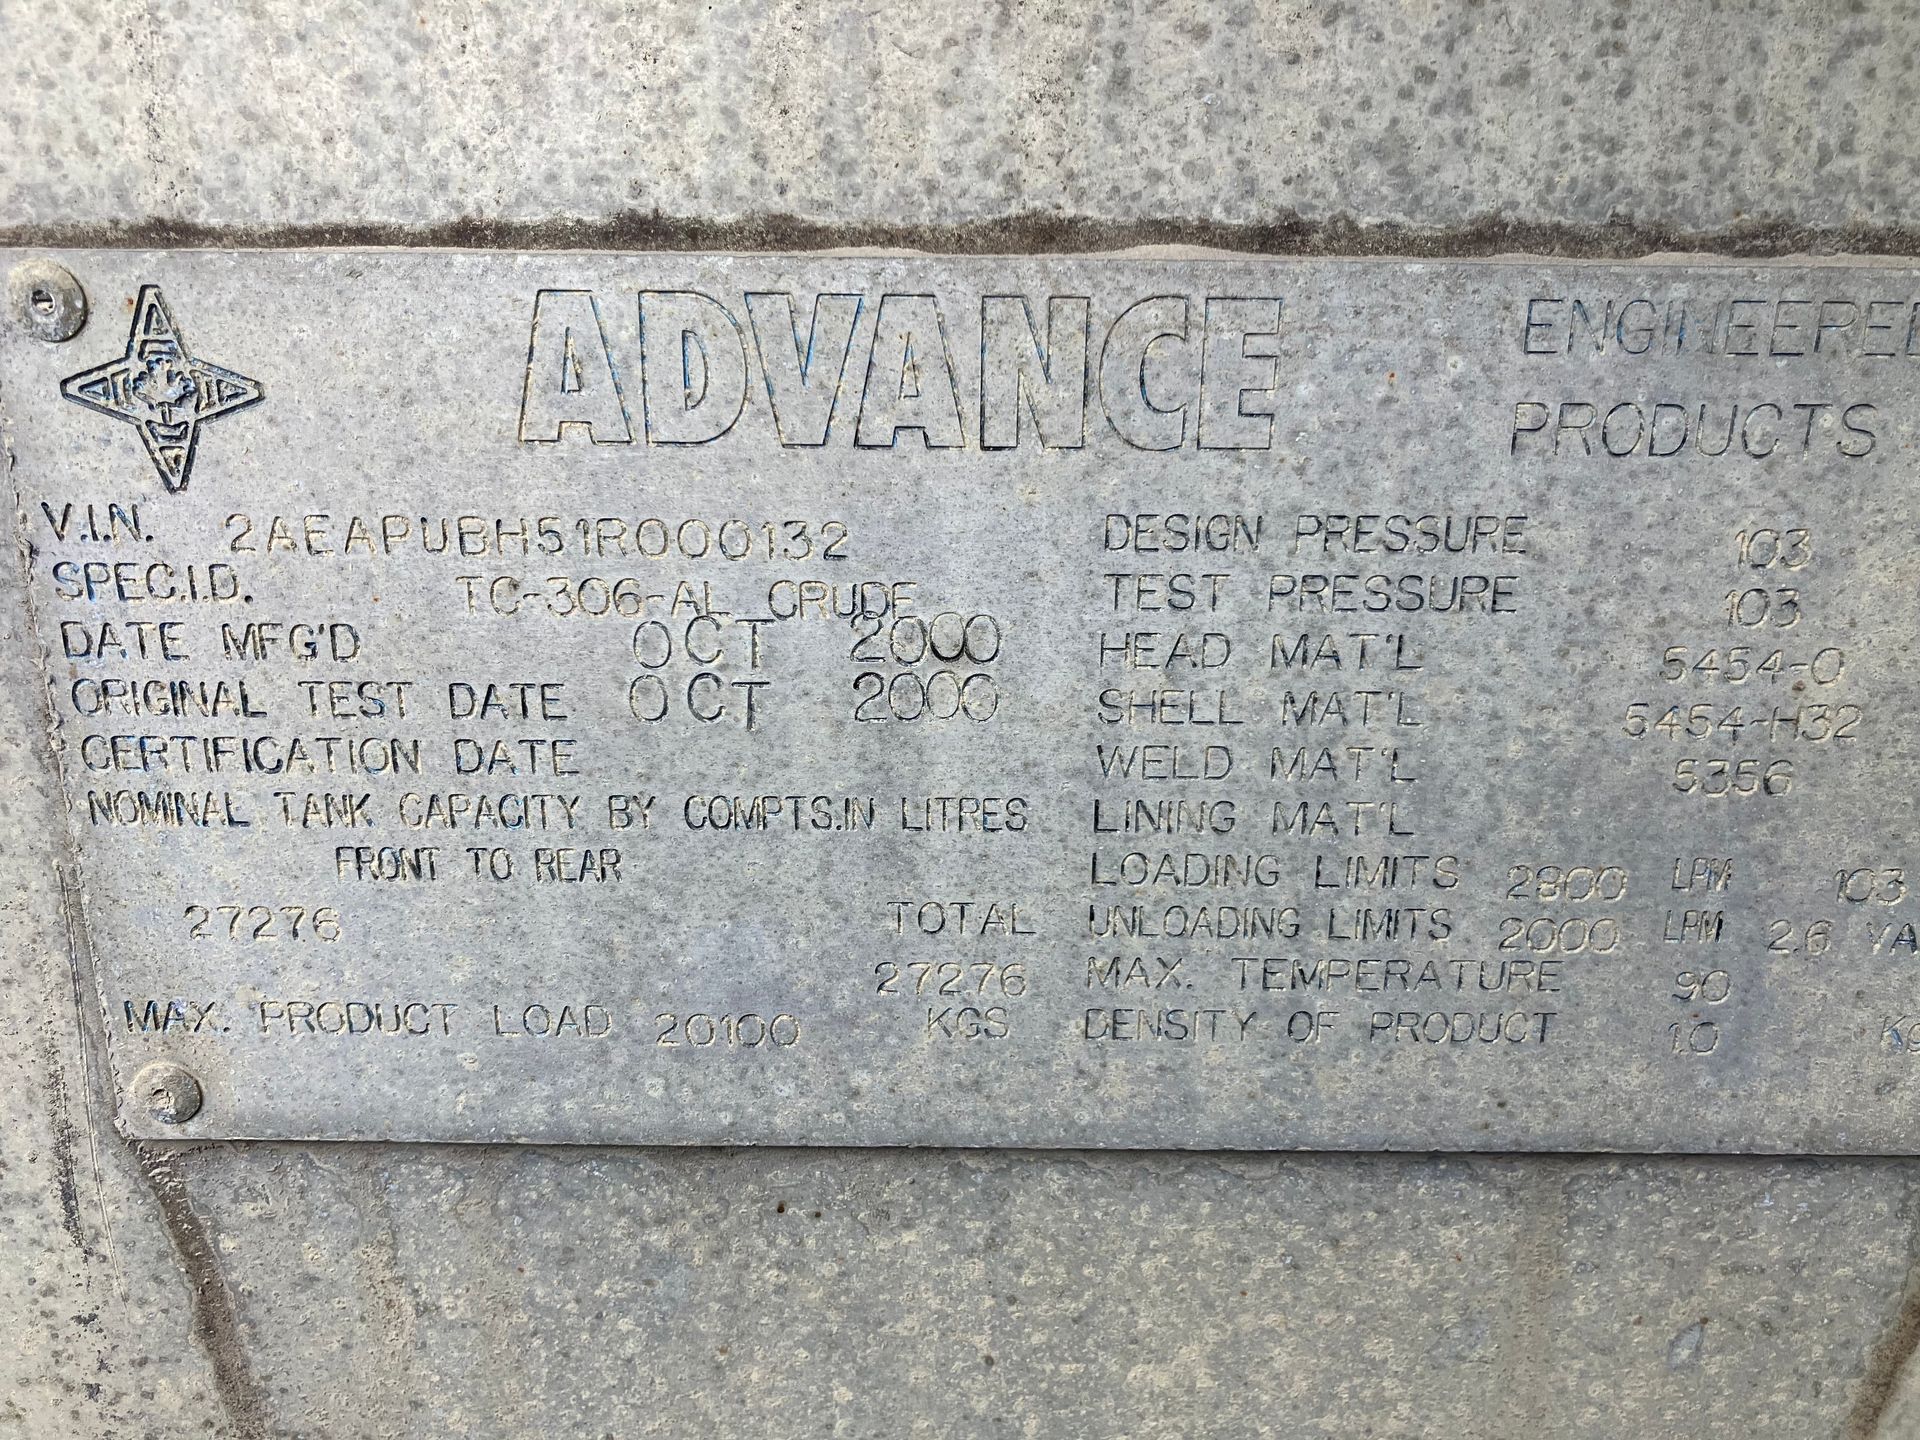 ADVANCE
ENGINEERED
PRODUCTS
V.I.N. 2AEAPUBH51R000132
SPEC.I.D. TC-306-AL CRUDE
DATE MFG'D OCT 2000
ORIGINAL TEST DATE OCT 2000
CERTIFICATION DATE
NOMINAL TANK CAPACITY BY COMPTS.IN LITRES
FRONT TO REAR
27276 TOTAL
27276
MAX. PRODUCT LOAD 20100 KGS
DESIGN PRESSURE 103
TEST PRESSURE 103
HEAD MAT'L 5454-O
SHELL MAT'L 5454-H32
WELD MAT'L 5356
LINING MAT'L
LOADING LIMITS 2800 LPM 103
UNLOADING LIMITS 2000 LPM 2.6 VA
MAX. TEMPERATURE 90
DENSITY OF PRODUCT 1.0 Kg